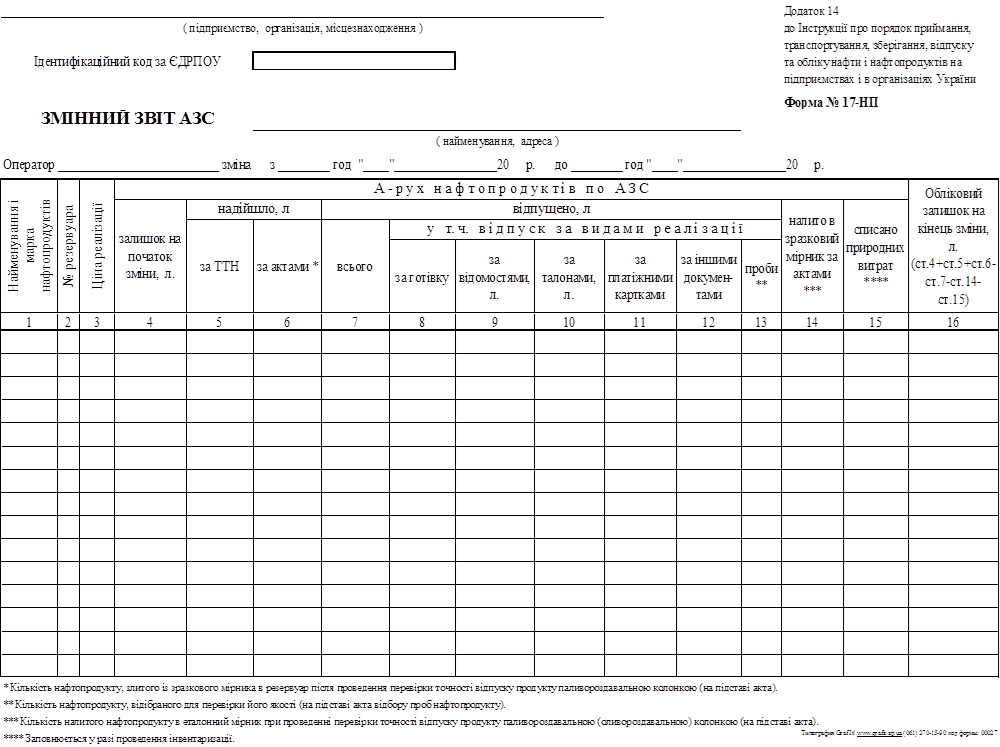 Додаток 14
до Інструкції про порядок приймання,
транспортування, зберігання, відпуску
та обліку нафти і нафтопродуктів на
підприємствах і в організаціях України
Форма № 17-НП
( підприємство, організація, місцезнаходження )
Ідентифікаційний код за ЄДРПОУ
ЗМІННИЙ ЗВІТ АЗС
( найменування, адреса )
Оператор ________ зміна з ________ год "____" ________20 р. до ________ год "____" ________20 р.
Найменування і марка нафтопродуктів
№ резервуара
Ціна реалізації
А-рух нафтопродуктів по АЗС
залишок на
початок
зміни, л.
надійшло, л
за ТТН
за актами *
відпущено, л
всього
у т.ч. відпуск за видами реалізації
за готівку
за
відомостями,
л.
за
талонами,
л.
за
платіжними
картками
за іншими
докумен-
тами
проби
**
налито в
зразковий
мірник за
актами
***
списано
природних
витрат
****
Обліковий
залишок на
кінець зміни,
л.
(ст.4+ст.5+ст.6-
ст.7-ст.14-
ст.15)
1 2 3 4 5 6 7 8 9 10 11 12 13 14 15 16
* Кількість нафтопродукту, злитого із зразкового мірника в резервуар після проведення перевірки точності відпуску продукту паливороздавальною колонкою (на підставі акта).
** Кількість нафтопродукту, відібраного для перевірки його якості (на підставі акта відбору проб нафтопродукту).
*** Кількість налитого нафтопродукту в еталонний мірник при проведенні перевірки точності відпуску продукту паливороздавальною (оливороздавальною) колонкою (на підставі акта).
**** Заповнюється у разі проведення інвентаризації.
Типография Grafi® www.grafi.zp.ua (061) 270-15-90 код формы: 00027